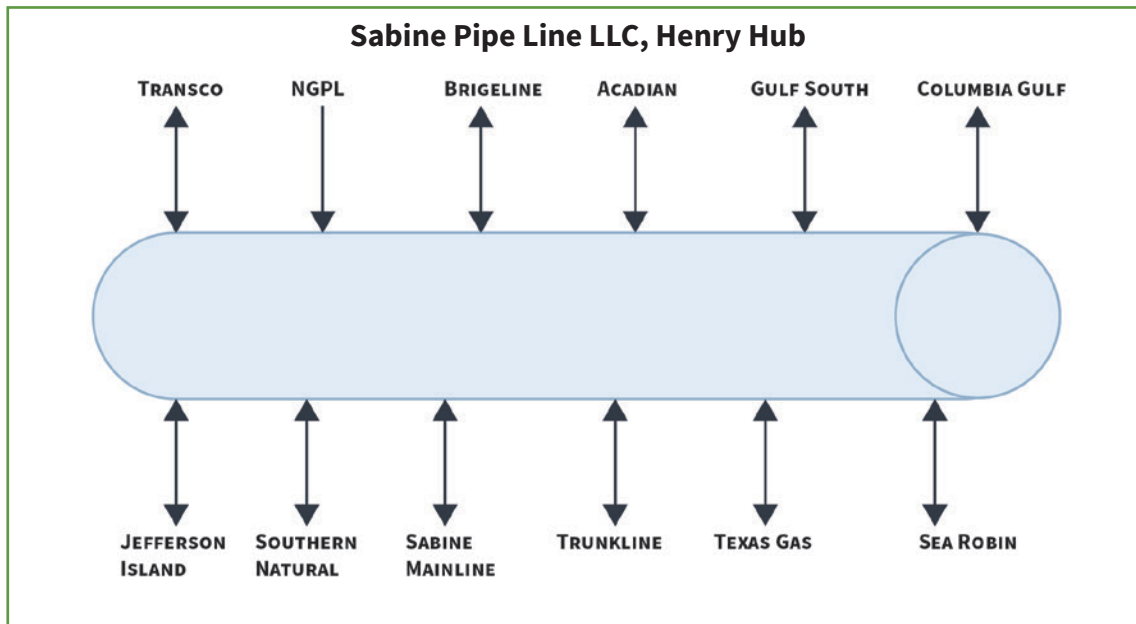 Sabine Pipe Line LLC, Henry Hub
TRANSCO
NGPL
BRIGELINE
ACADIAN
GULF SOUTH
COLUMBIA GULF
JEFFERSON
ISLAND
SOUTHERN
NATURAL
SABINE
MAINLINE
TRUNKLINE
TEXAS GAS
SEA ROBIN